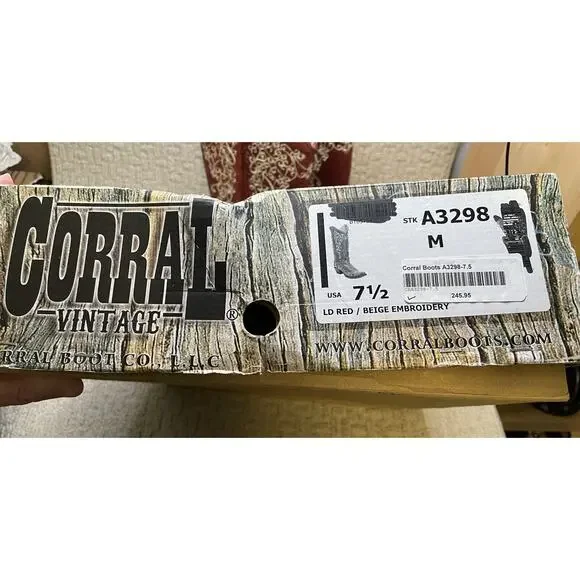 CORRAL
VINTAGE®
RRAL BOOT CO. L.L.C
STK A3298
M
Corral Boots A3298-7.5
245.95
USA 7½
LD RED / BEIGE EMBROIDERY
WWW.CORRALBOOTS.COM